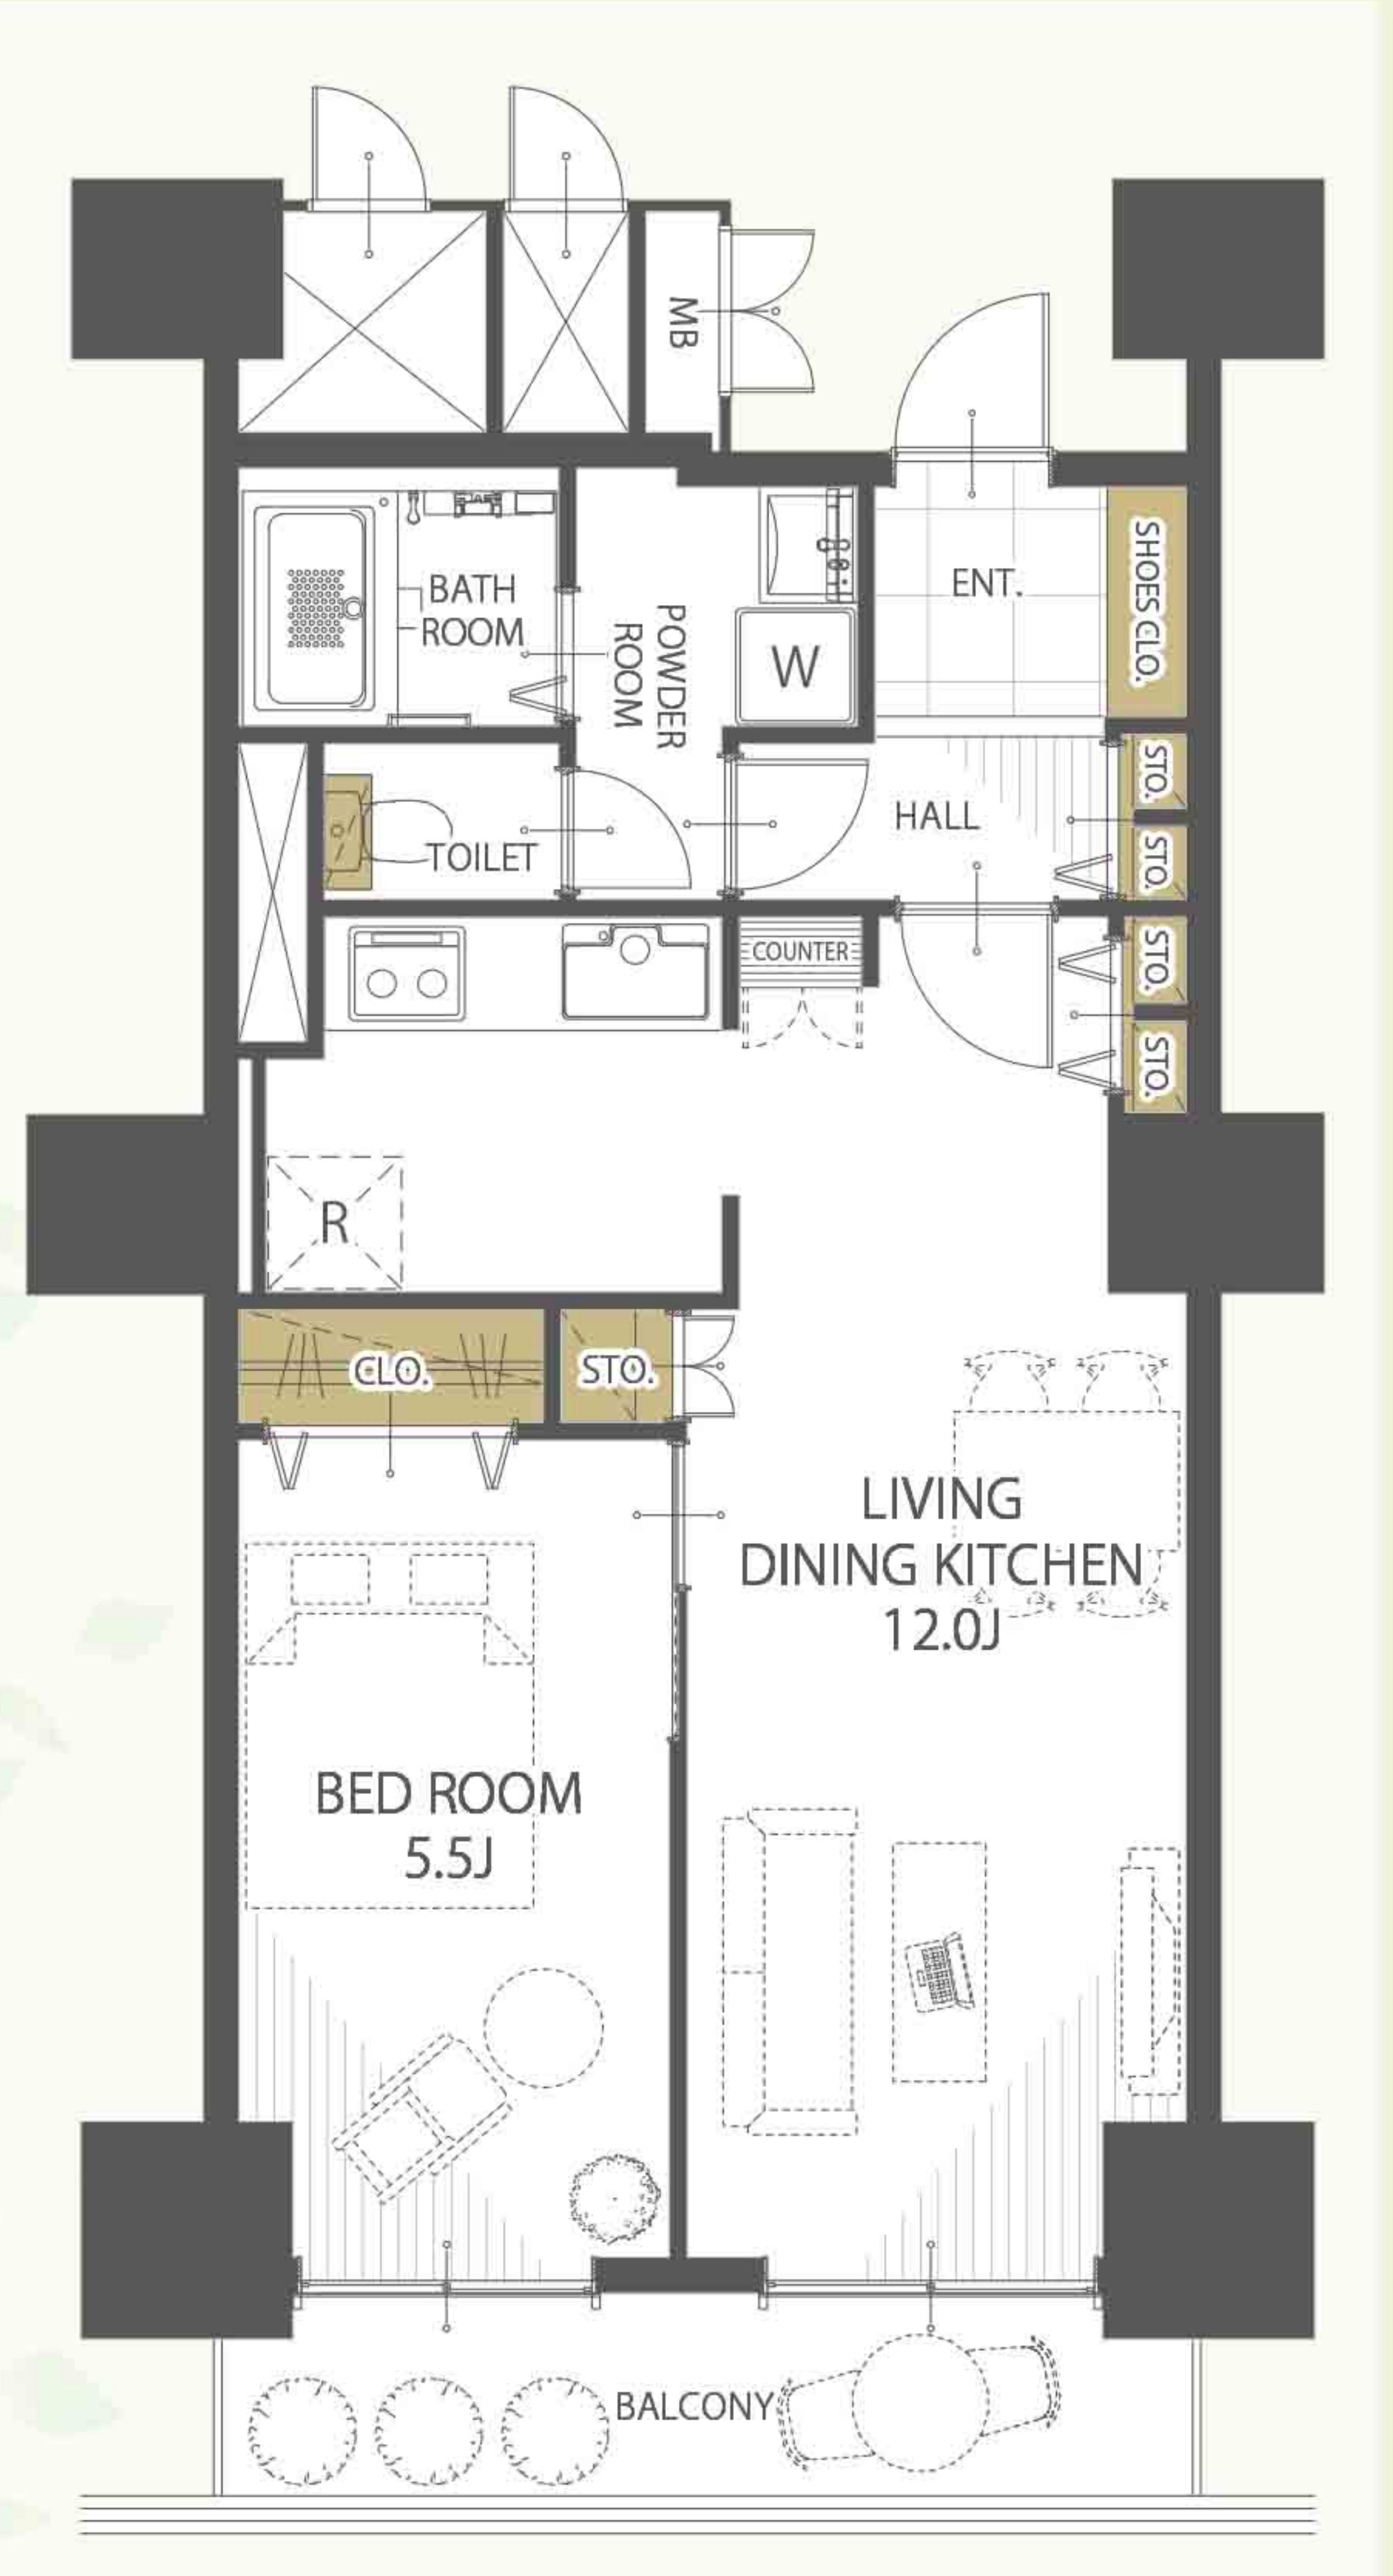 MB
BATH
ROOM
POWDER
ROOM
W
ENT.
SHOES CLO.
TOILET
HALL
STO.
STO.
COUNTER
STO.
STO.
R
CLO.
STO.
LIVING
DINING KITCHEN
12.0J
BED ROOM
5.5J
BALCONY